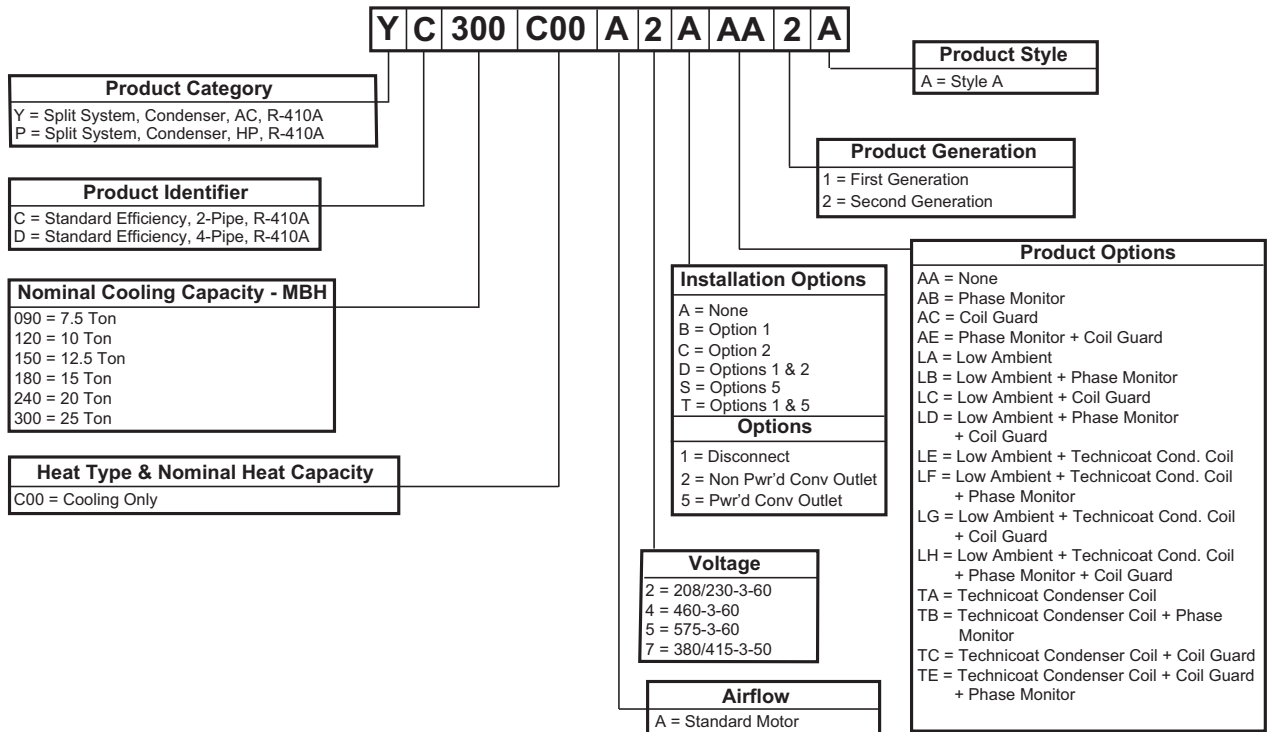 Y C 300 C00 A 2 A AA 2 A
Product Category
Y = Split System, Condenser, AC, R-410A
P = Split System, Condenser, HP, R-410A
Product Identifier
C = Standard Efficiency, 2-Pipe, R-410A
D = Standard Efficiency, 4-Pipe, R-410A
Nominal Cooling Capacity - MBH
090 = 7.5 Ton
120 = 10 Ton
150 = 12.5 Ton
180 = 15 Ton
240 = 20 Ton
300 = 25 Ton
Heat Type & Nominal Heat Capacity
C00 = Cooling Only
Airflow
A = Standard Motor
Voltage
2 = 208/230-3-60
4 = 460-3-60
5 = 575-3-60
7 = 380/415-3-50
Installation Options
A = None
B = Option 1
C = Option 2
D = Options 1 & 2
S = Options 5
T = Options 1 & 5
Options
1 = Disconnect
2 = Non Pwr'd Conv Outlet
5 = Pwr'd Conv Outlet
Product Options
AA = None
AB = Phase Monitor
AC = Coil Guard
AE = Phase Monitor + Coil Guard
LA = Low Ambient
LB = Low Ambient + Phase Monitor
LC = Low Ambient + Coil Guard
LD = Low Ambient + Phase Monitor
+ Coil Guard
LE = Low Ambient + Technicoat Cond. Coil
LF = Low Ambient + Technicoat Cond. Coil
+ Phase Monitor
LG = Low Ambient + Technicoat Cond. Coil
+ Coil Guard
LH = Low Ambient + Technicoat Cond. Coil
+ Phase Monitor + Coil Guard
TA = Technicoat Condenser Coil
TB = Technicoat Condenser Coil + Phase
Monitor
TC = Technicoat Condenser Coil + Coil Guard
TE = Technicoat Condenser Coil + Coil Guard
+ Phase Monitor
Product Generation
1 = First Generation
2 = Second Generation
Product Style
A = Style A